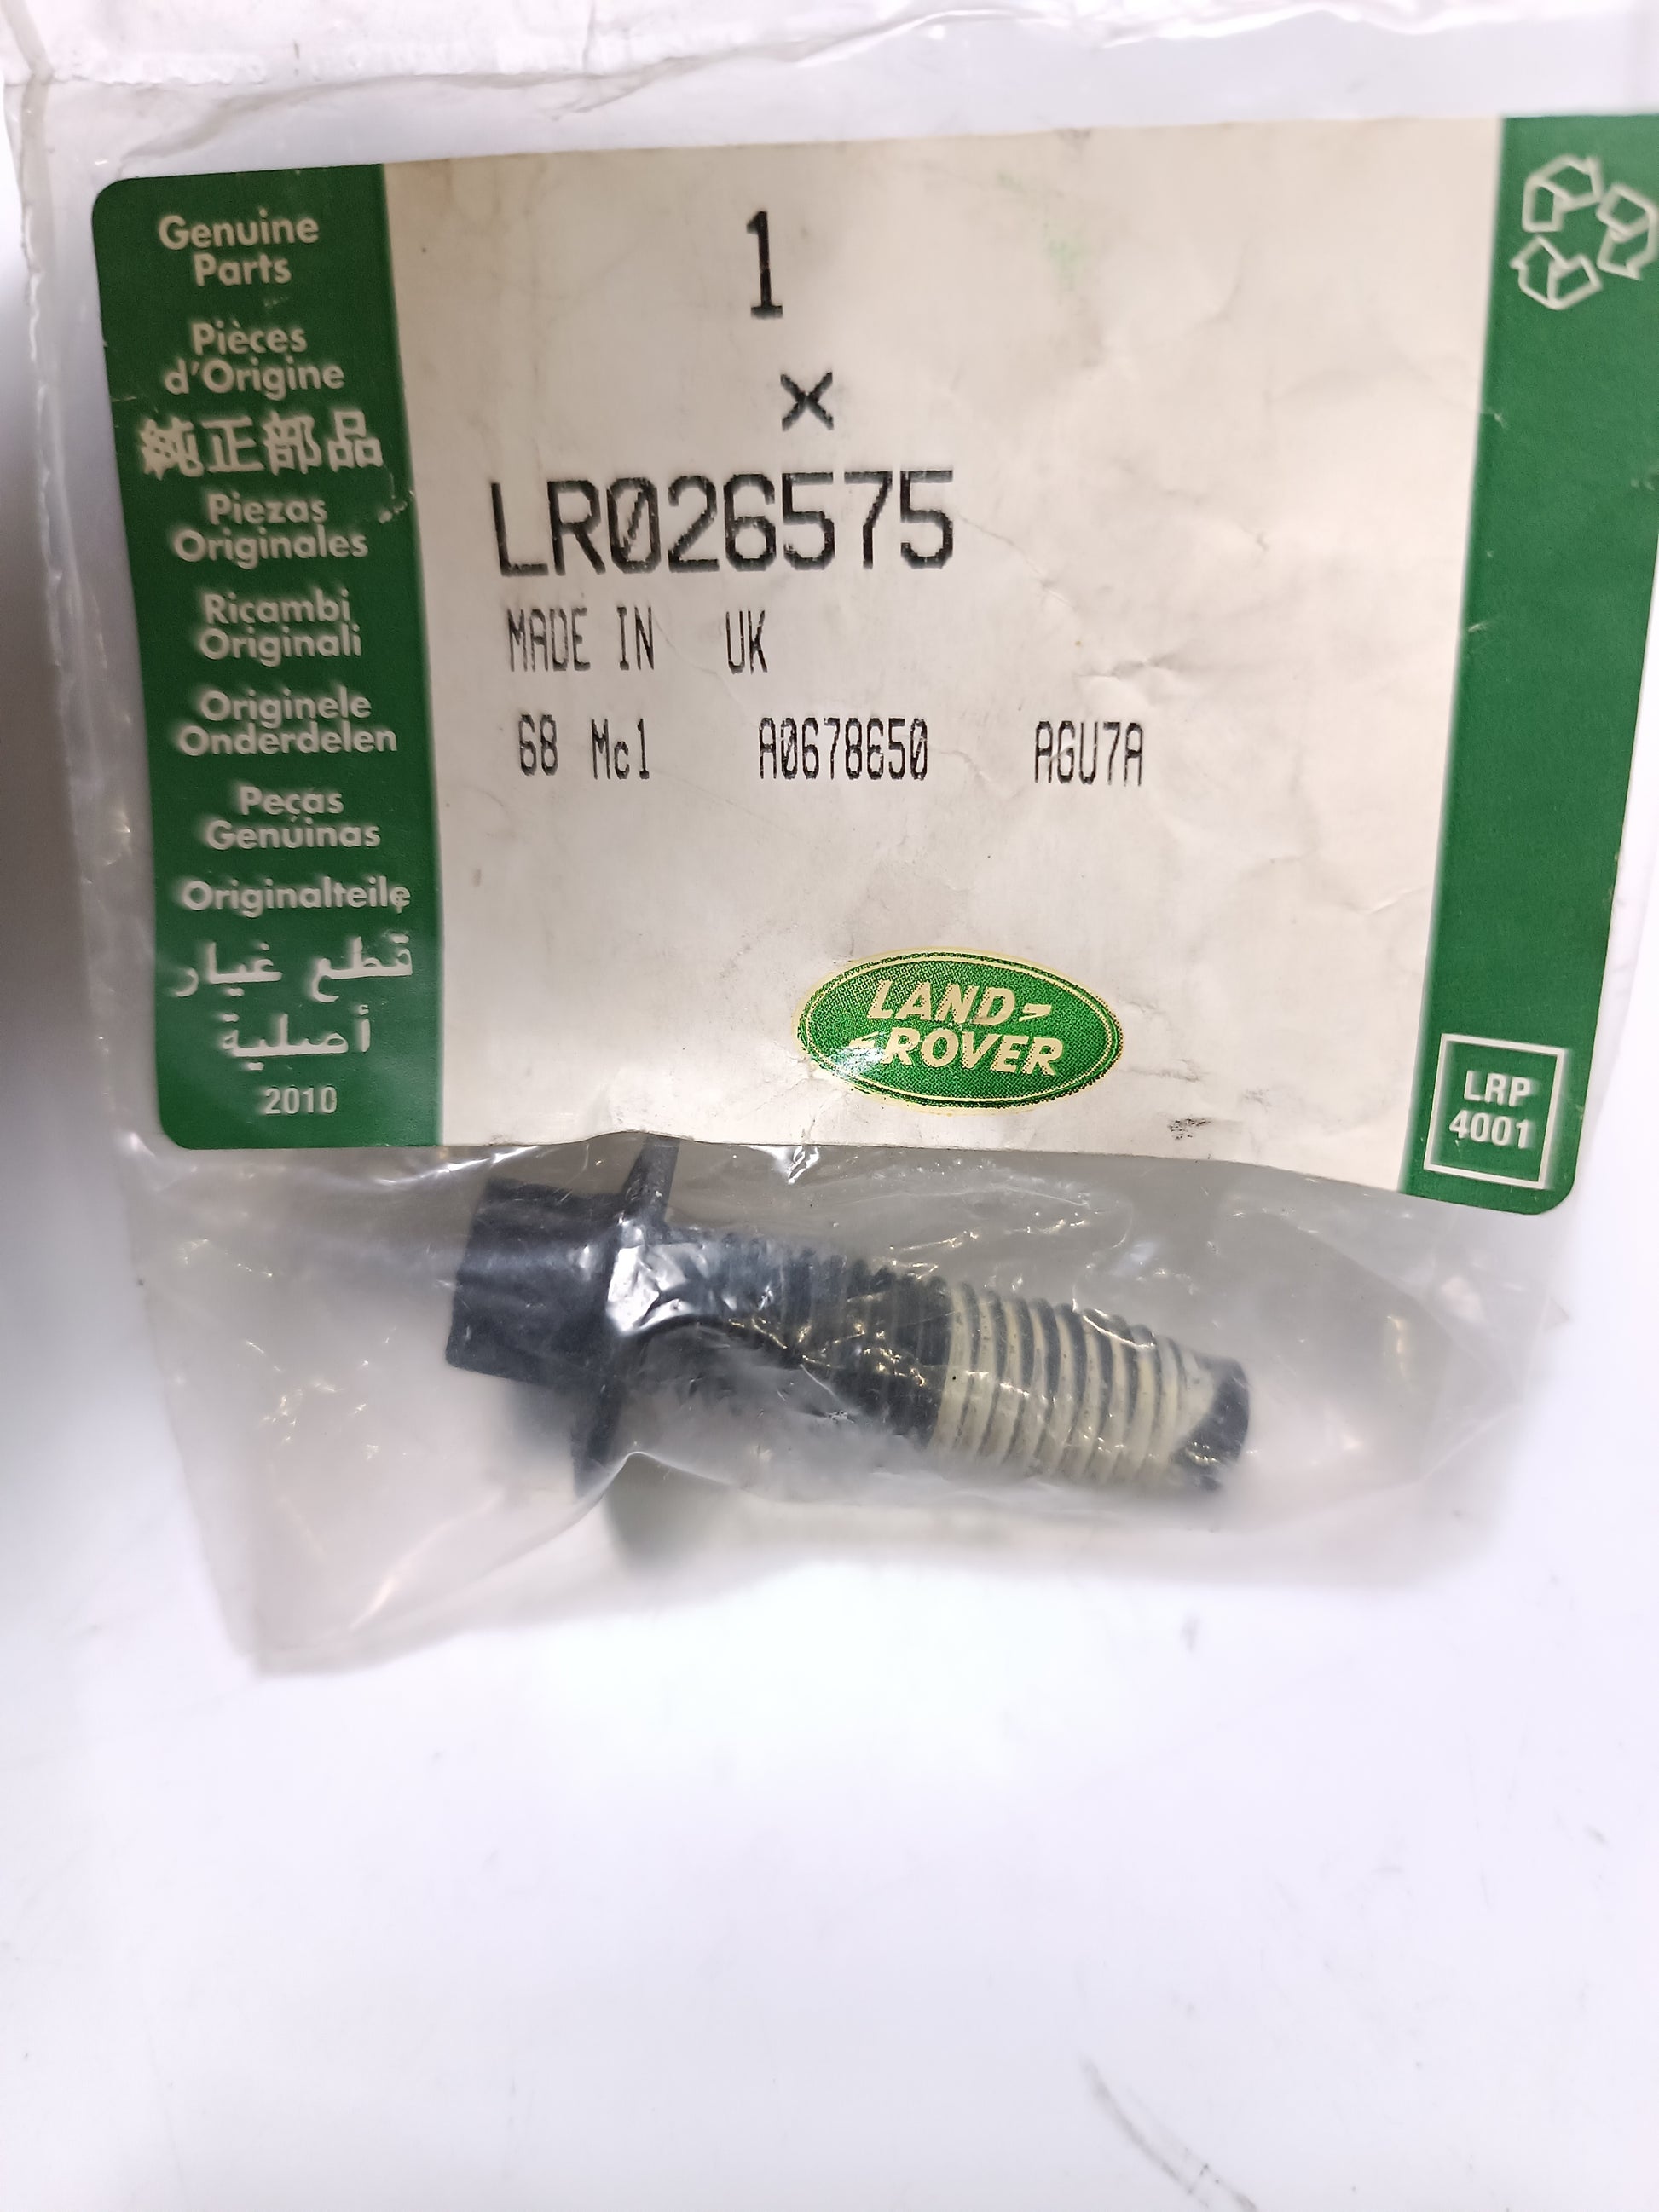 Genuine
Parts
Pièces
d'Origine
純正部品
Piezas
Originales
Ricambi
Originali
Originele
Onderdelen
Peças
Genuinas
Originalteile
قطع غيار
أصلية
2010
1
×
LR026575
MADE IN UK
68 Mc1 A0678650 AGU7A
LAND-
ROVER
LRP
4001